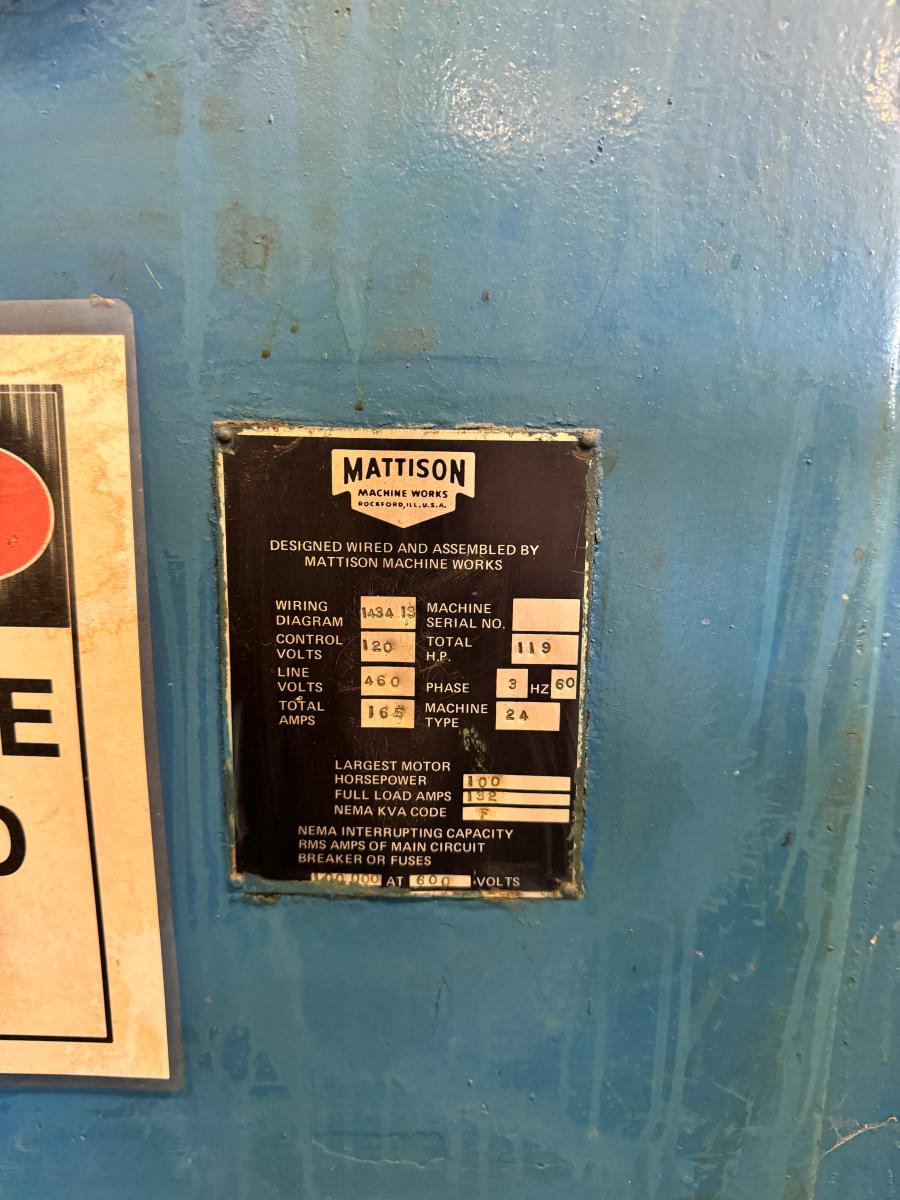 MATTISON
MACHINE WORKS
ROCKFORD, ILL. U.S.A.
DESIGNED WIRED AND ASSEMBLED BY
MATTISON MACHINE WORKS
WIRING DIAGRAM 1434 13 MACHINE SERIAL NO.
CONTROL VOLTS 120 TOTAL H.P. 119
LINE VOLTS 460 PHASE 3 HZ 60
TOTAL AMPS 165 MACHINE TYPE 24
LARGEST MOTOR
HORSEPOWER 100
FULL LOAD AMPS 132
NEMA KVA CODE F
NEMA INTERRUPTING CAPACITY
RMS AMPS OF MAIN CIRCUIT
BREAKER OR FUSES
100,000 AT 600 VOLTS
E